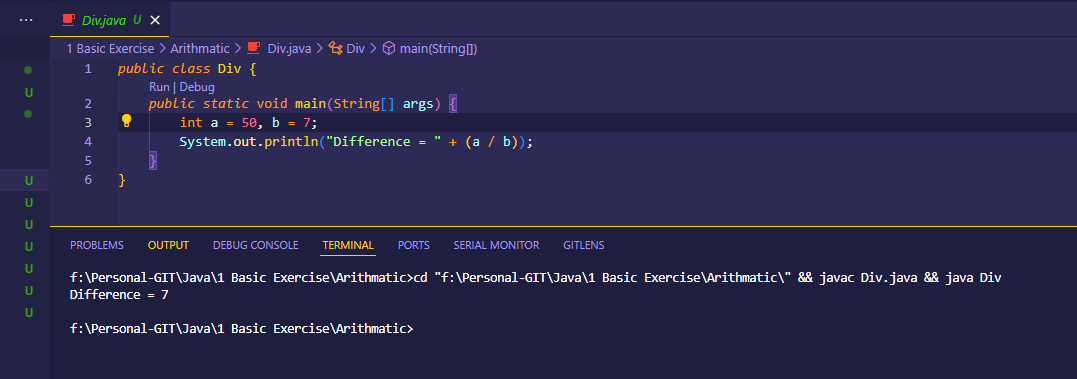 ··· Div.java U ×
1 Basic Exercise > Arithmatic > Div.java > Div > main(String[])
1 public class Div {
Run | Debug
U
2 public static void main(String[] args) {
3 int a = 50, b = 7;
4 System.out.println("Difference = " + (a / b));
5 }
U 6 }
U
U
U
U
U
U
PROBLEMS OUTPUT DEBUG CONSOLE TERMINAL PORTS SERIAL MONITOR GITLENS
f:\Personal-GIT\Java\1 Basic Exercise\Arithmatic>cd "f:\Personal-GIT\Java\1 Basic Exercise\Arithmatic\" && javac Div.java && java Div
Difference = 7
f:\Personal-GIT\Java\1 Basic Exercise\Arithmatic>